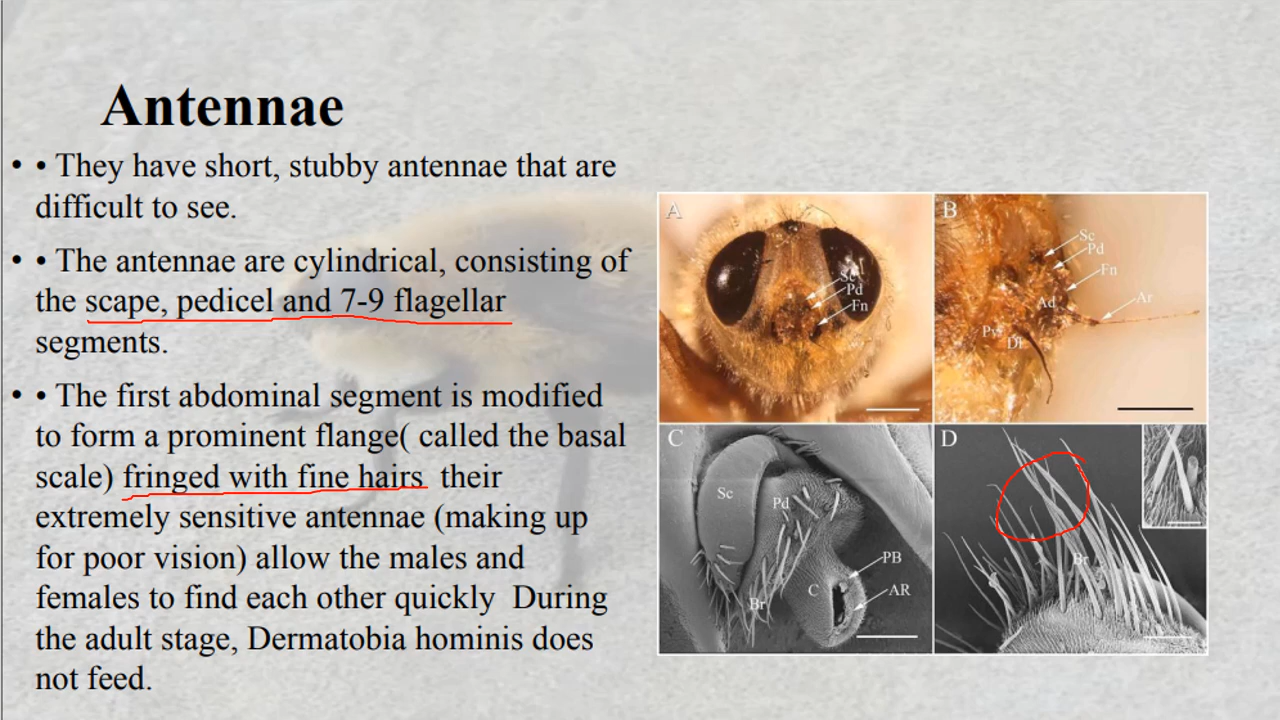 Antennae
• • They have short, stubby antennae that are
difficult to see.
• • The antennae are cylindrical, consisting of
the scape, pedicel and 7-9 flagellar
segments.
• • The first abdominal segment is modified
to form a prominent flange( called the basal
scale) fringed with fine hairs  their
extremely sensitive antennae (making up
for poor vision) allow the males and
females to find each other quickly  During
the adult stage, Dermatobia hominis does
not feed.
A
Sc
Pd
Fn
B
Sc
Pd
Fn
Ar
Ad
Pv
Dl
C
Sc
Pd
PB
C
AR
Br
D
Br